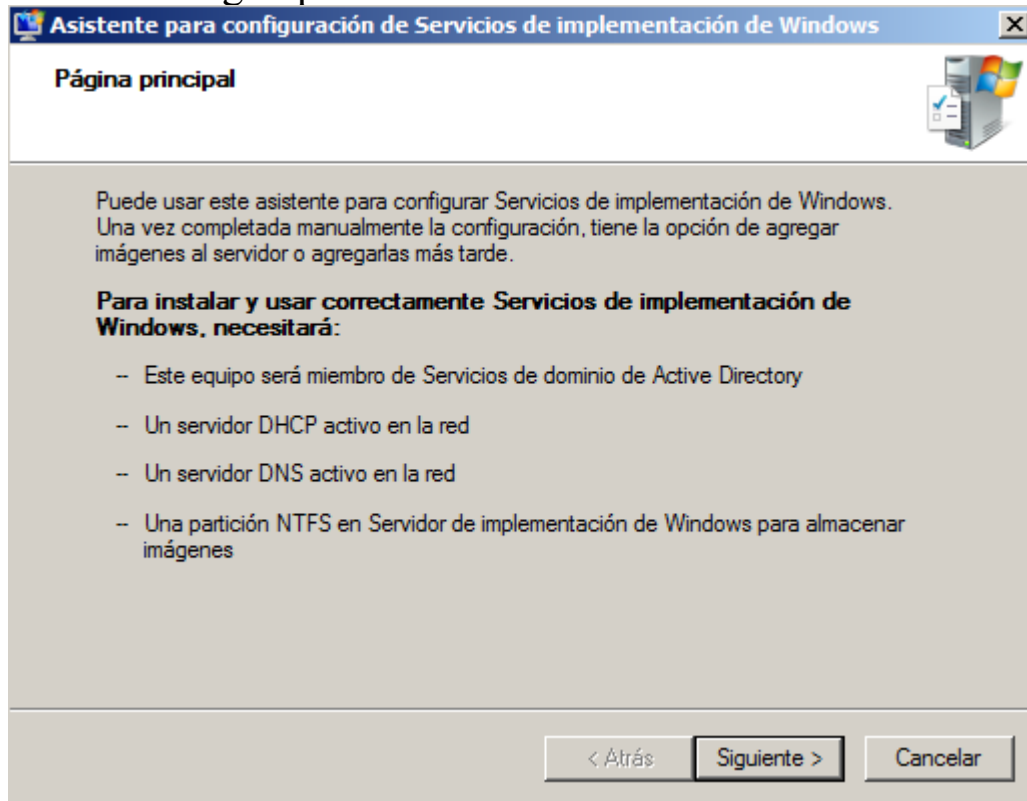 Asistente para configuración de Servicios de implementación de Windows
Página principal
Puede usar este asistente para configurar Servicios de implementación de Windows.
Una vez completada manualmente la configuración, tiene la opción de agregar
imágenes al servidor o agregarlas más tarde.
Para instalar y usar correctamente Servicios de implementación de
Windows, necesitará:
-- Este equipo será miembro de Servicios de dominio de Active Directory
-- Un servidor DHCP activo en la red
-- Un servidor DNS activo en la red
-- Una partición NTFS en Servidor de implementación de Windows para almacenar
imágenes
< Atrás Siguiente > Cancelar